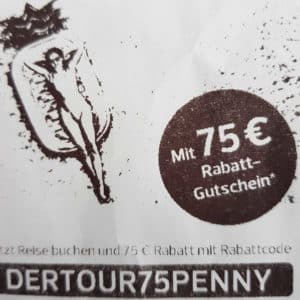 Mit 75 €
Rabatt-
Gutschein*
tzt Reise buchen und 75 € Rabatt mit Rabattcode
DERTOUR75PENNY